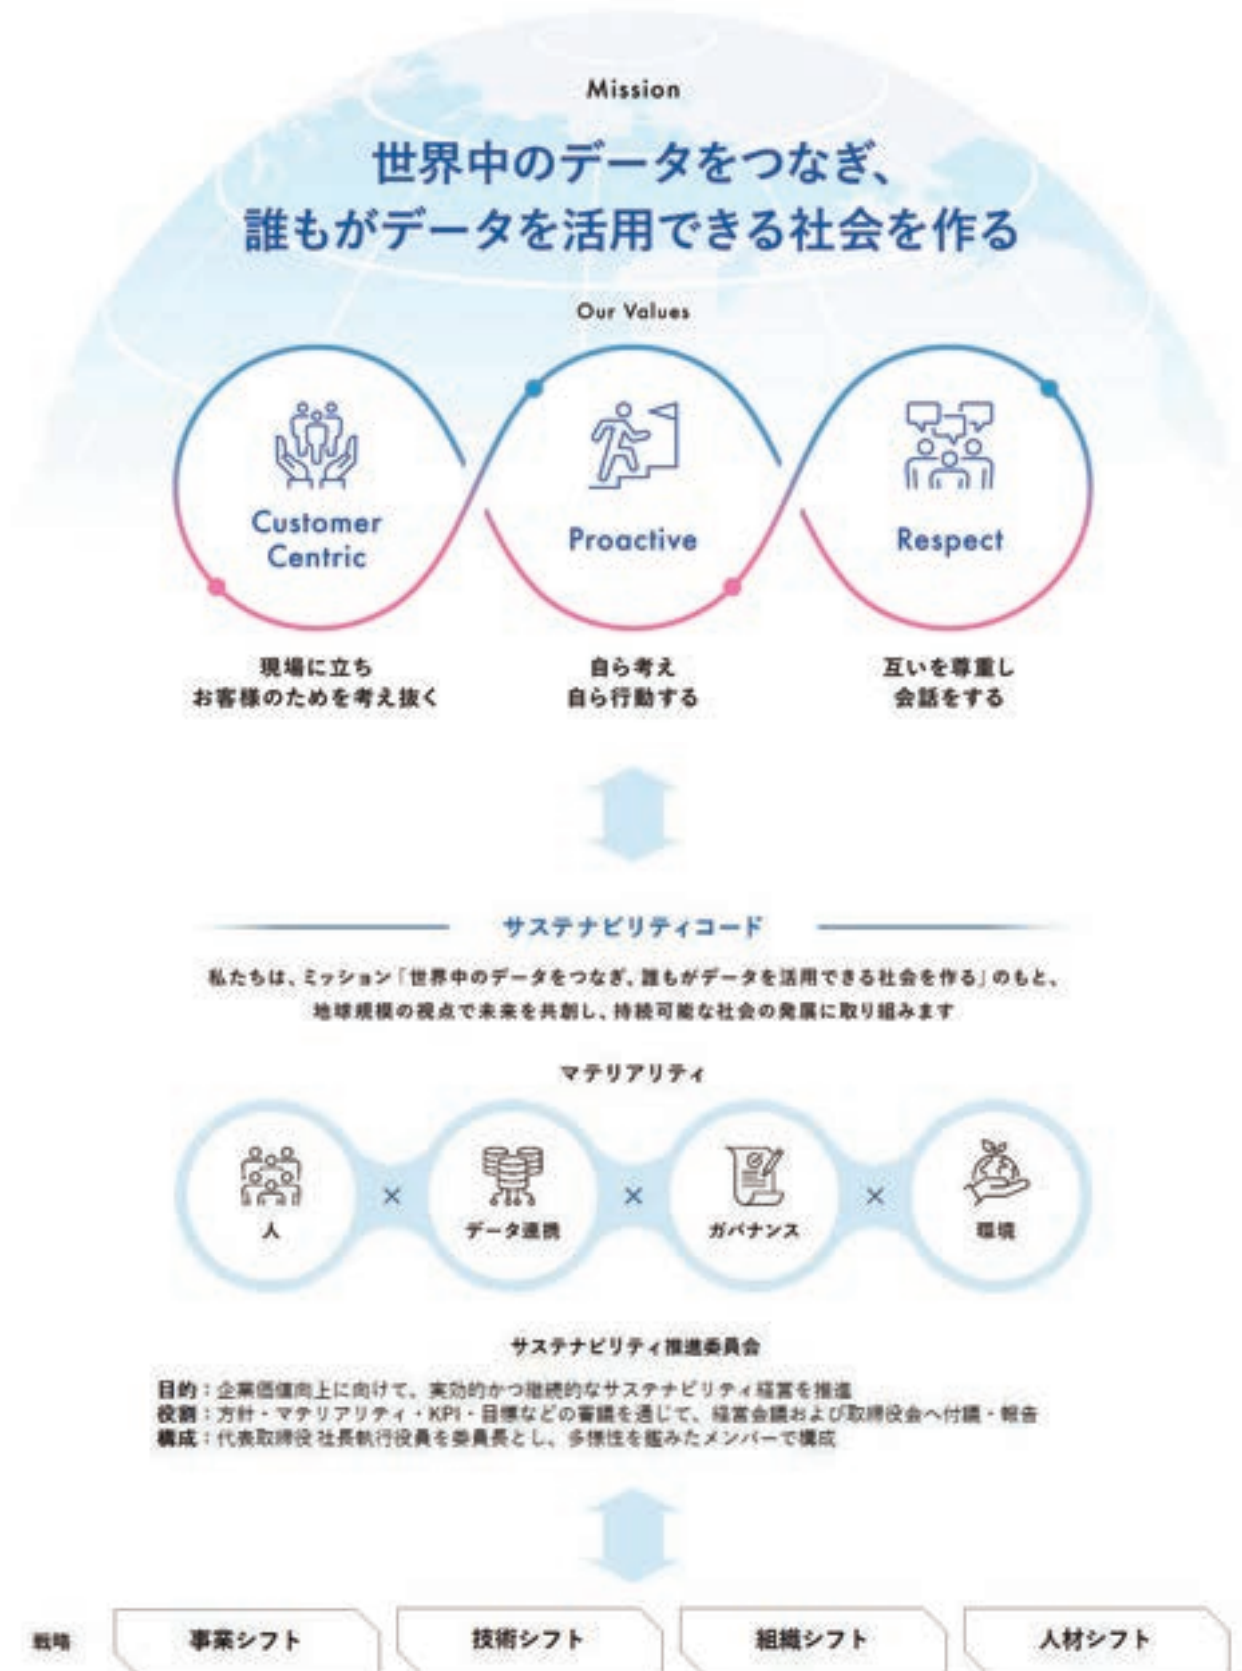 Mission
世界中のデータをつなぎ、
誰もがデータを活用できる社会を作る
Our Values
Customer
Centric
Proactive
Respect
現場に立ち
お客様のためを考え抜く
自ら考え
自ら行動する
互いを尊重し
会話をする
サステナビリティコード
私たちは、ミッション「世界中のデータをつなぎ、誰もがデータを活用できる社会を作る」のもと、
地球規模の視点で未来を共創し、持続可能な社会の発展に取り組みます
マテリアリティ
人 × データ連携 × ガバナンス × 環境
サステナビリティ推進委員会
目的：企業価値向上に向けて、実効的かつ継続的なサステナビリティ経営を推進
役割：方針・マテリアリティ・KPI・目標などの審議を通じて、経営会議および取締役会へ付議・報告
構成：代表取締役 社長執行役員を委員長とし、多様性を鑑みたメンバーで構成
戦略 事業シフト 技術シフト 組織シフト 人材シフト